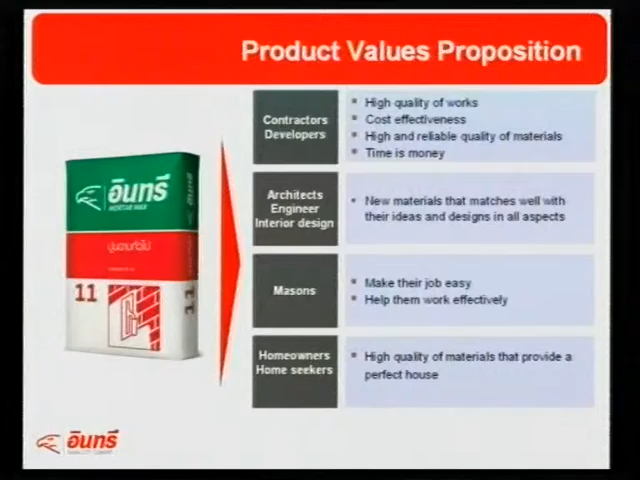 Product Values Proposition
Contractors
Developers
High quality of works
Cost effectiveness
High and reliable quality of materials
Time is money
Architects
Engineer
Interior design
New materials that matches well with
their ideas and designs in all aspects
Masons
Make their job easy
Help them work effectively
Homeowners
Home seekers
High quality of materials that provide a
perfect house
อินทรี
MORTAR MAX
11
11
อินทรี